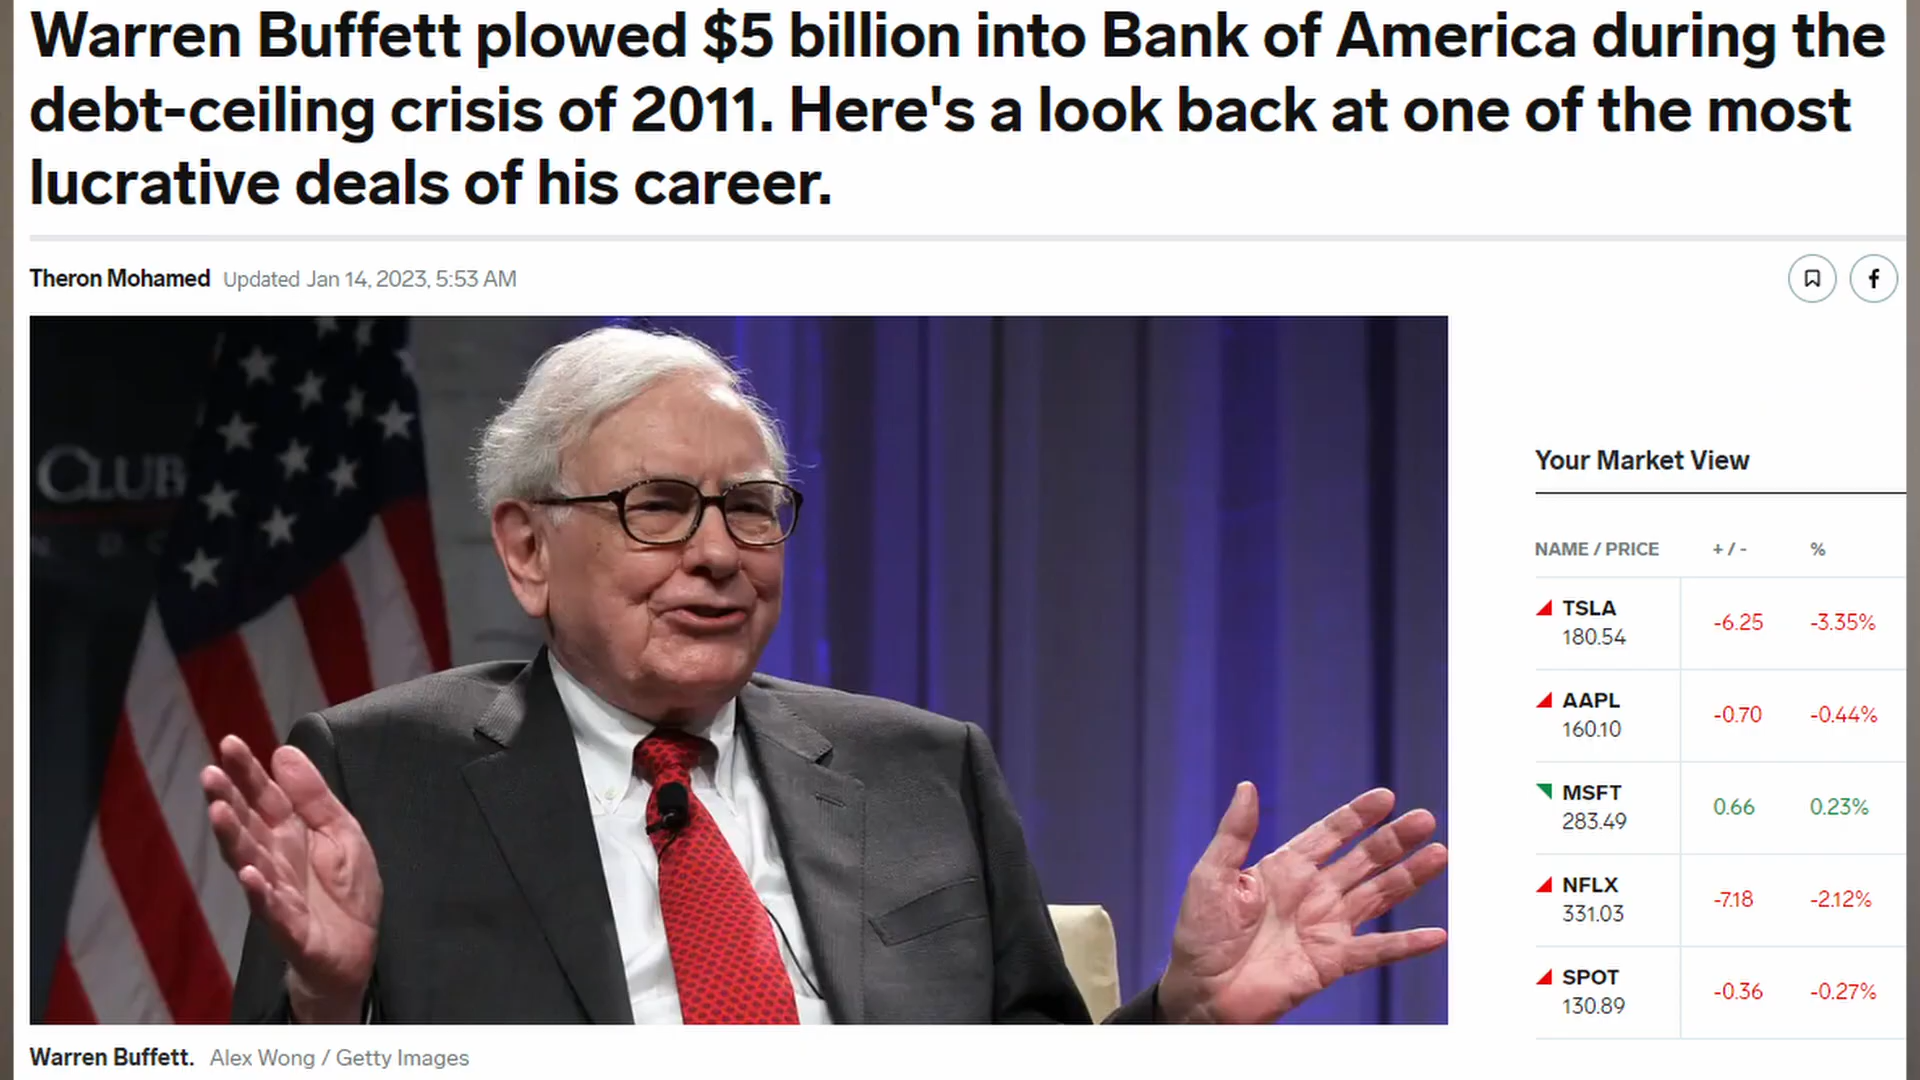 Warren Buffett plowed $5 billion into Bank of America during the
debt-ceiling crisis of 2011. Here's a look back at one of the most
lucrative deals of his career.
Theron Mohamed Updated Jan 14, 2023, 5:53 AM
f
CLUB
Your Market View
NAME / PRICE + / - %
TSLA
180.54 -6.25 -3.35%
AAPL
160.10 -0.70 -0.44%
MSFT
283.49 0.66 0.23%
NFLX
331.03 -7.18 -2.12%
SPOT
130.89 -0.36 -0.27%
Warren Buffett. Alex Wong / Getty Images